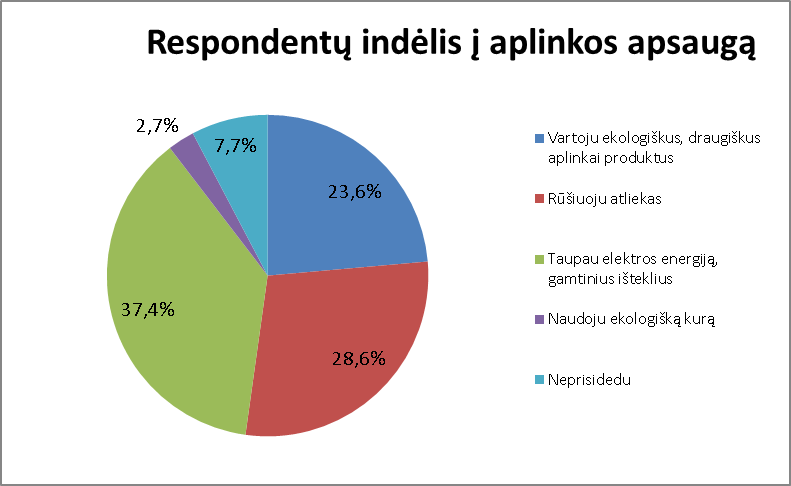 Respondentų indėlis į aplinkos apsaugą
2,7%
7,7%
23,6%
37,4%
28,6%
Vartoju ekologiškus, draugiškus
aplinkai produktus
Rūšiuoju atliekas
Taupau elektros energiją,
gamtinius išteklius
Naudoju ekologišką kurą
Neprisidedu